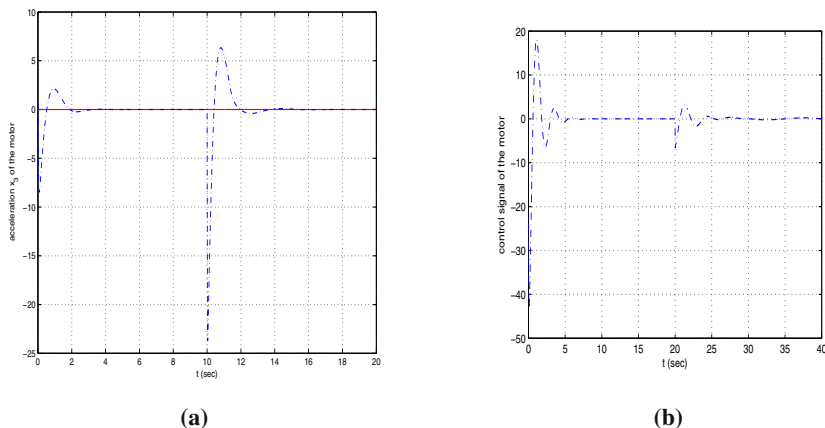 10
5
0
−5
−10
−15
−20
−25
0 2 4 6 8 10 12 14 16 18 20
acceleration x3 of the motor
t (sec)
(a)
20
10
0
−10
−20
−30
−40
−50
0 5 10 15 20 25 30 35 40
control signal of the motor
t (sec)
(b)